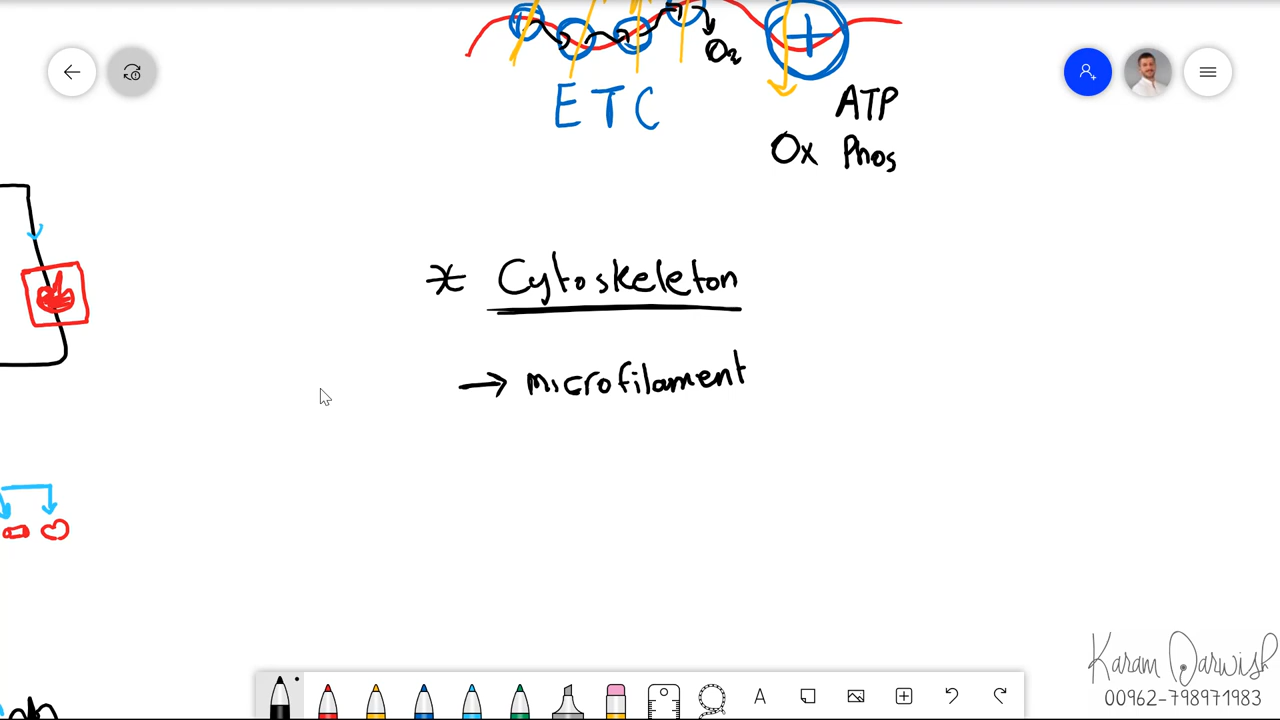 O2
ETC
ATP
Ox Phos
* Cytoskeleton
→ microfilament
A
Karam Darwish
00962-798971983